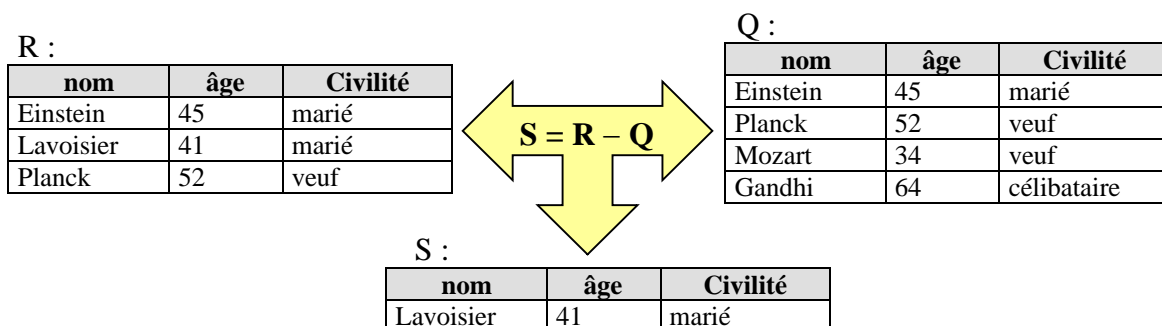 R :
nom âge Civilité
Einstein 45 marié
Lavoisier 41 marié
Planck 52 veuf
S = R – Q
Q :
nom âge Civilité
Einstein 45 marié
Planck 52 veuf
Mozart 34 veuf
Gandhi 64 célibataire
S :
nom âge Civilité
Lavoisier 41 marié